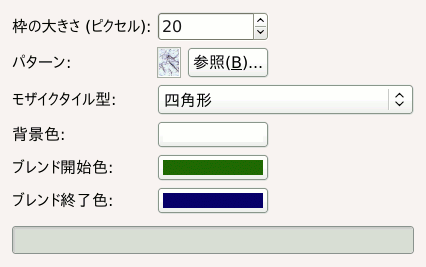 枠の大きさ (ピクセル): 20
パターン: 参照(B)...
モザイクタイル型: 四角形
背景色:
ブレンド開始色:
ブレンド終了色: